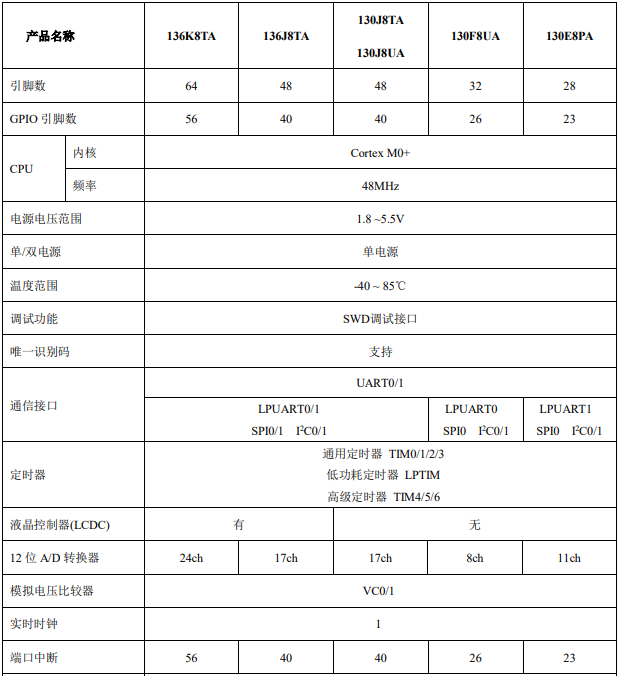 产品名称 136K8TA 136J8TA 130J8TA 130J8UA 130F8UA 130E8PA
引脚数 64 48 48 32 28
GPIO 引脚数 56 40 40 26 23
CPU 内核 Cortex M0+
频率 48MHz
电源电压范围 1.8 ~5.5V
单/双电源 单电源
温度范围 -40 ~ 85℃
调试功能 SWD调试接口
唯一识别码 支持
通信接口 UART0/1
LPUART0/1 LPUART0 LPUART1
SPI0/1 I²C0/1 SPI0 I²C0/1 SPI0 I²C0/1
定时器 通用定时器 TIM0/1/2/3
低功耗定时器 LPTIM
高级定时器 TIM4/5/6
液晶控制器(LCDC) 有 无
12 位 A/D 转换器 24ch 17ch 17ch 8ch 11ch
模拟电压比较器 VC0/1
实时时钟 1
端口中断 56 40 40 26 23